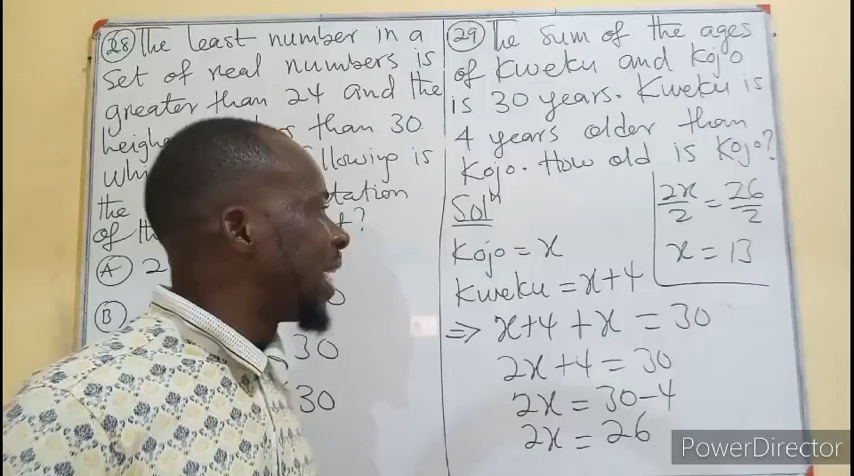 28 The least number in a
set of real numbers is
greater than 24 and the
than 30.
is
the
of
A 2
B
30
30
29 The sum of the ages
of Kweku and Kojo
is 30 years. Kweku is
4 years older than
Kojo. How old is Kojo?
Solⁿ
Kojo = x
Kweku = x+4
⇒ x+4 + x = 30
2x + 4 = 30
2x = 30-4
2x = 26
2x/2 = 26/2
x = 13
PowerDirector